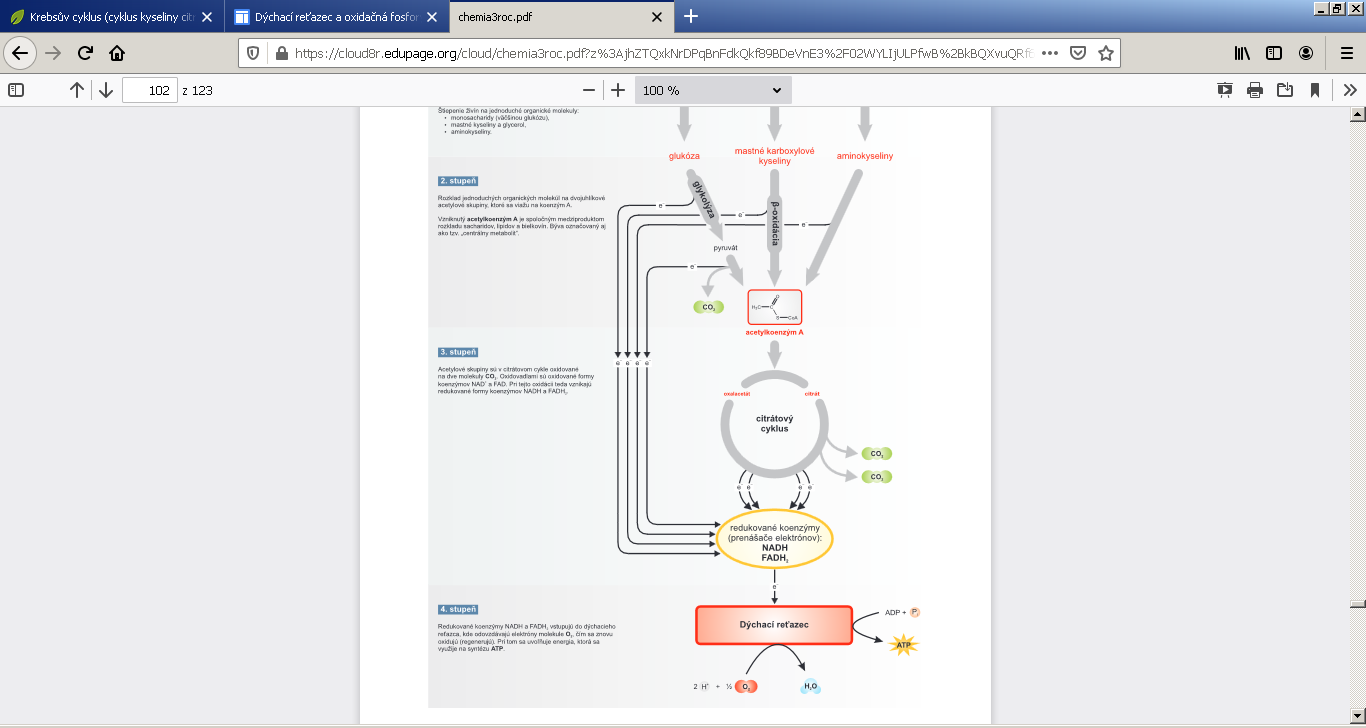 Krebsův cyklus (cyklus kyseliny citr
Dýchací reťazec a oxidačná fosfor
chemia3roc.pdf
https://cloud8r.edupage.org/cloud/chemia3roc.pdf?z%3AjhZTQxkNrDPqBnFdkQkf89BDeVnE3%2F02WYLIjULPfwB%2BkBQXvuQRf
102 z 123
100 %
Štiepenie živín na jednoduché organické molekuly:
• monosacharidy (väčšinou glukózu),
• mastné kyseliny a glycerol,
• aminokyseliny.
glukóza
mastné karboxylové
kyseliny
aminokyseliny
2. stupeň
Rozklad jednoduchých organických molekúl na dvojuhlíkové
acetylové skupiny, ktoré sa viažu na koenzým A.
Vzniknutý acetylkoenzým A je spoločným medziproduktom
rozkladu sacharidov, lipidov a bielkovín. Býva označovaný aj
ako tzv. „centrálny metabolit“.
glykolýza
β-oxidácia
e⁻
e⁻
e⁻
pyruvát
e⁻
CO₂
H₃C—C
O
S—CoA
acetylkoenzým A
3. stupeň
Acetylové skupiny sú v citrátovom cykle oxidované
na dve molekuly CO₂. Oxidovadlami sú oxidované formy
koenzýmov NAD⁺ a FAD. Pri tejto oxidácii teda vznikajú
redukované formy koenzýmov NADH a FADH₂.
e⁻ e⁻ e⁻ e⁻
oxalacetát
citrát
citrátový
cyklus
CO₂
CO₂
e⁻ e⁻ e⁻ e⁻
redukované koenzýmy
(prenášače elektrónov):
NADH
FADH₂
e⁻
4. stupeň
Redukované koenzýmy NADH a FADH₂ vstupujú do dýchacieho
reťazca, kde odovzdávajú elektróny molekule O₂, čím sa znovu
oxidujú (regenerujú). Pri tom sa uvoľňuje energia, ktorá sa
využije na syntézu ATP.
Dýchací reťazec
ADP + Pᵢ
ATP
2 H⁺ + ½ O₂
H₂O